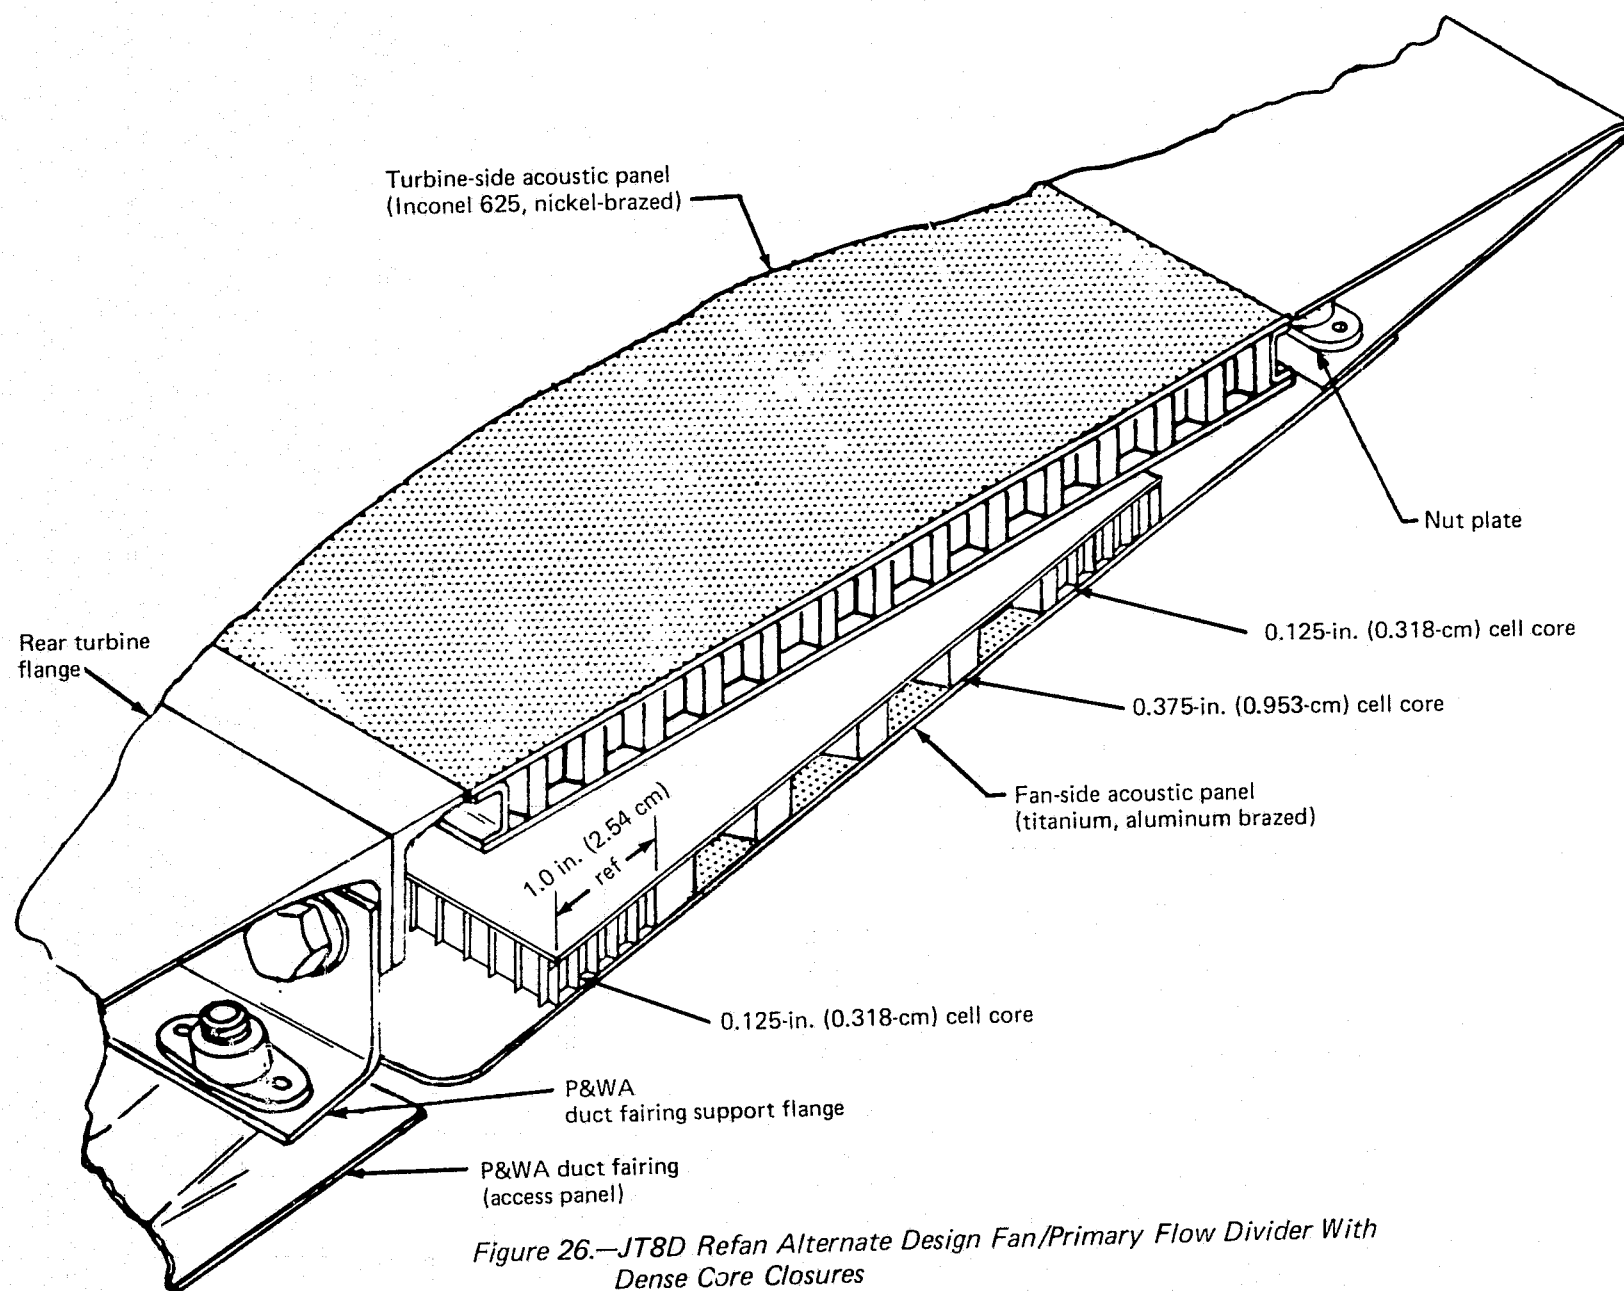 Turbine-side acoustic panel
(Inconel 625, nickel-brazed)
Rear turbine
flange
Nut plate
0.125-in. (0.318-cm) cell core
0.375-in. (0.953-cm) cell core
Fan-side acoustic panel
(titanium, aluminum brazed)
1.0 in. (2.54 cm)
ref
0.125-in. (0.318-cm) cell core
P&WA
duct fairing support flange
P&WA duct fairing
(access panel)
Figure 26.—JT8D Refan Alternate Design Fan/Primary Flow Divider With
Dense Core Closures